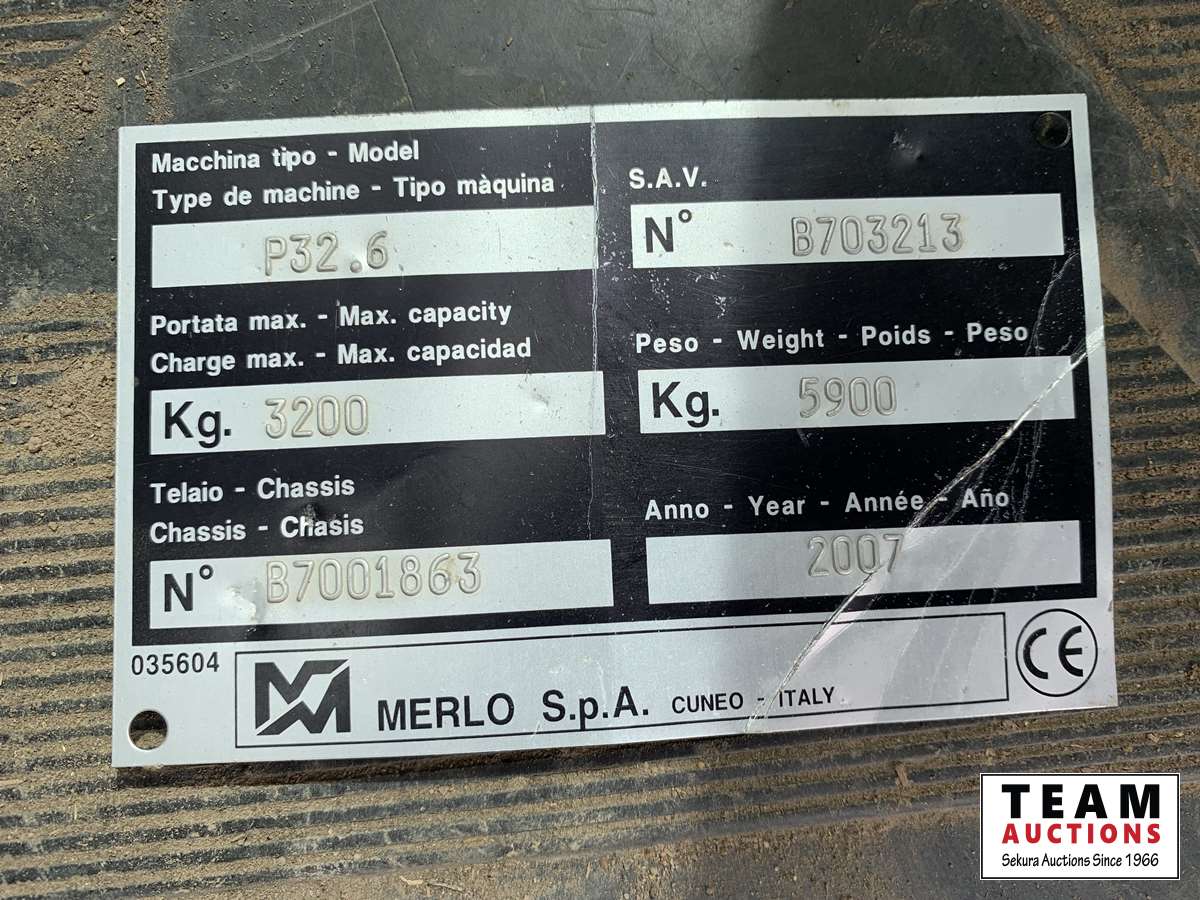 Macchina tipo - Model
Type de machine - Tipo màquina
P32.6
S.A.V.
N° B703213
Portata max. - Max. capacity
Charge max. - Max. capacidad
Kg. 3200
Peso - Weight - Poids - Peso
Kg. 5900
Telaio - Chassis
Chassis - Chasis
N° B7001863
Anno - Year - Année - Año
2007
035604
MERLO S.p.A. CUNEO - ITALY
CE
TEAM
AUCTIONS
Sekura Auctions Since 1966